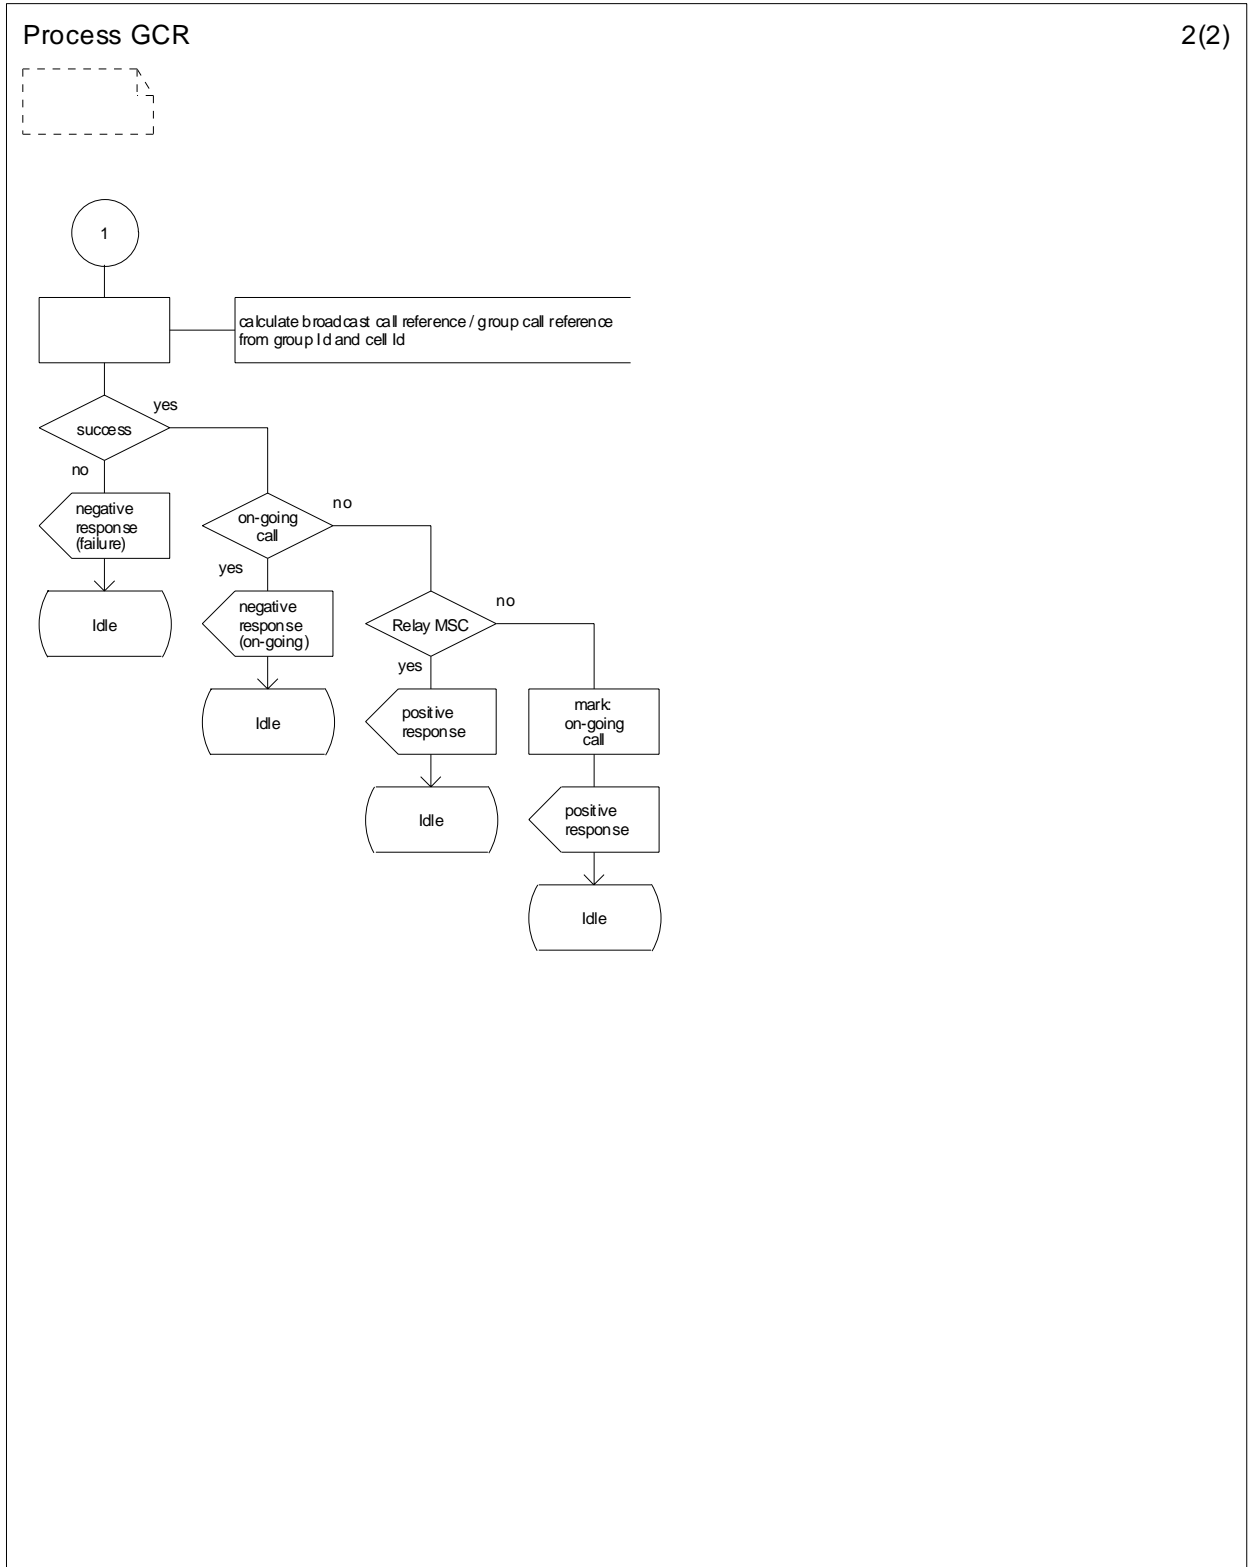 Process GCR
2(2)
1
calculate broadcast call reference / group call reference
from group Id and cell Id
yes
success
no
negative
response
(failure)
no
on-going
call
yes
Idle
negative
response
(on-going)
no
Relay MSC
yes
Idle
positive
response
mark:
on-going
call
Idle
positive
response
Idle